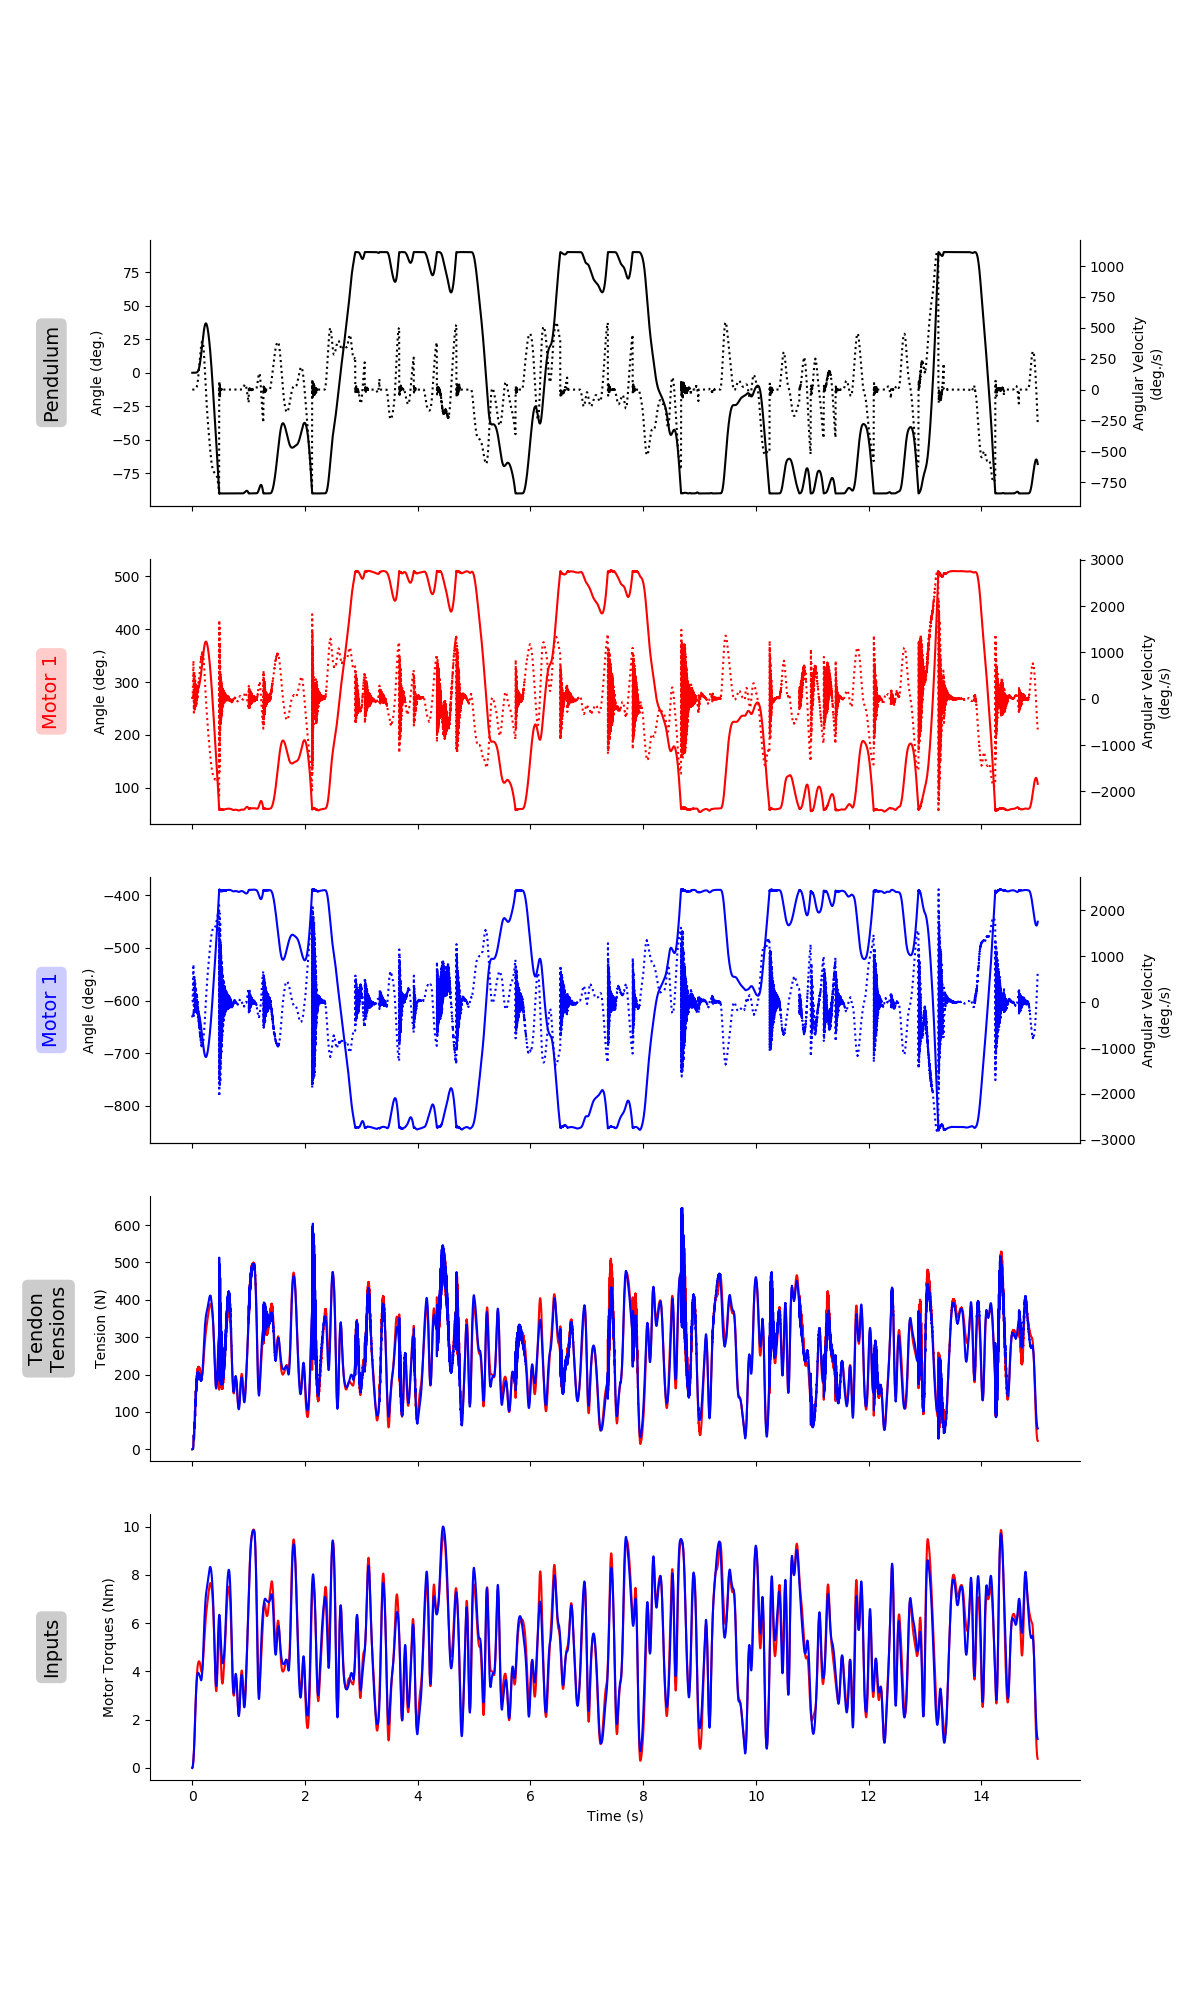 Pendulum
Angle (deg.)
75
50
25
0
−25
−50
−75
1000
750
500
250
0
−250
−500
−750
Angular Velocity
(deg./s)
Motor 1
Angle (deg.)
500
400
300
200
100
3000
2000
1000
0
−1000
−2000
Angular Velocity
(deg./s)
Motor 1
Angle (deg.)
−400
−500
−600
−700
−800
2000
1000
0
−1000
−2000
−3000
Angular Velocity
(deg./s)
Tendon
Tensions
Tension (N)
600
500
400
300
200
100
0
Inputs
Motor Torques (Nm)
10
8
6
4
2
0
0 2 4 6 8 10 12 14
Time (s)